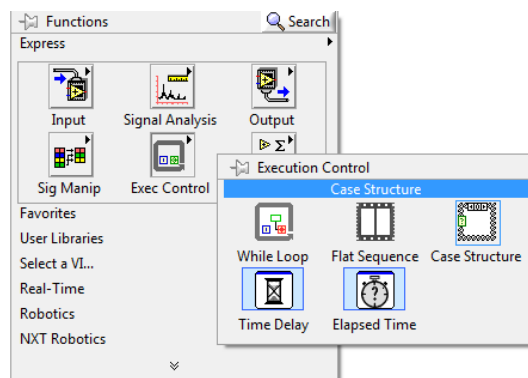 Functions
Search
Express
Input Signal Analysis Output
Sig Manip Exec Control
Favorites
User Libraries
Select a VI...
Real-Time
Robotics
NXT Robotics
Execution Control
Case Structure
While Loop Flat Sequence Case Structure
Time Delay Elapsed Time